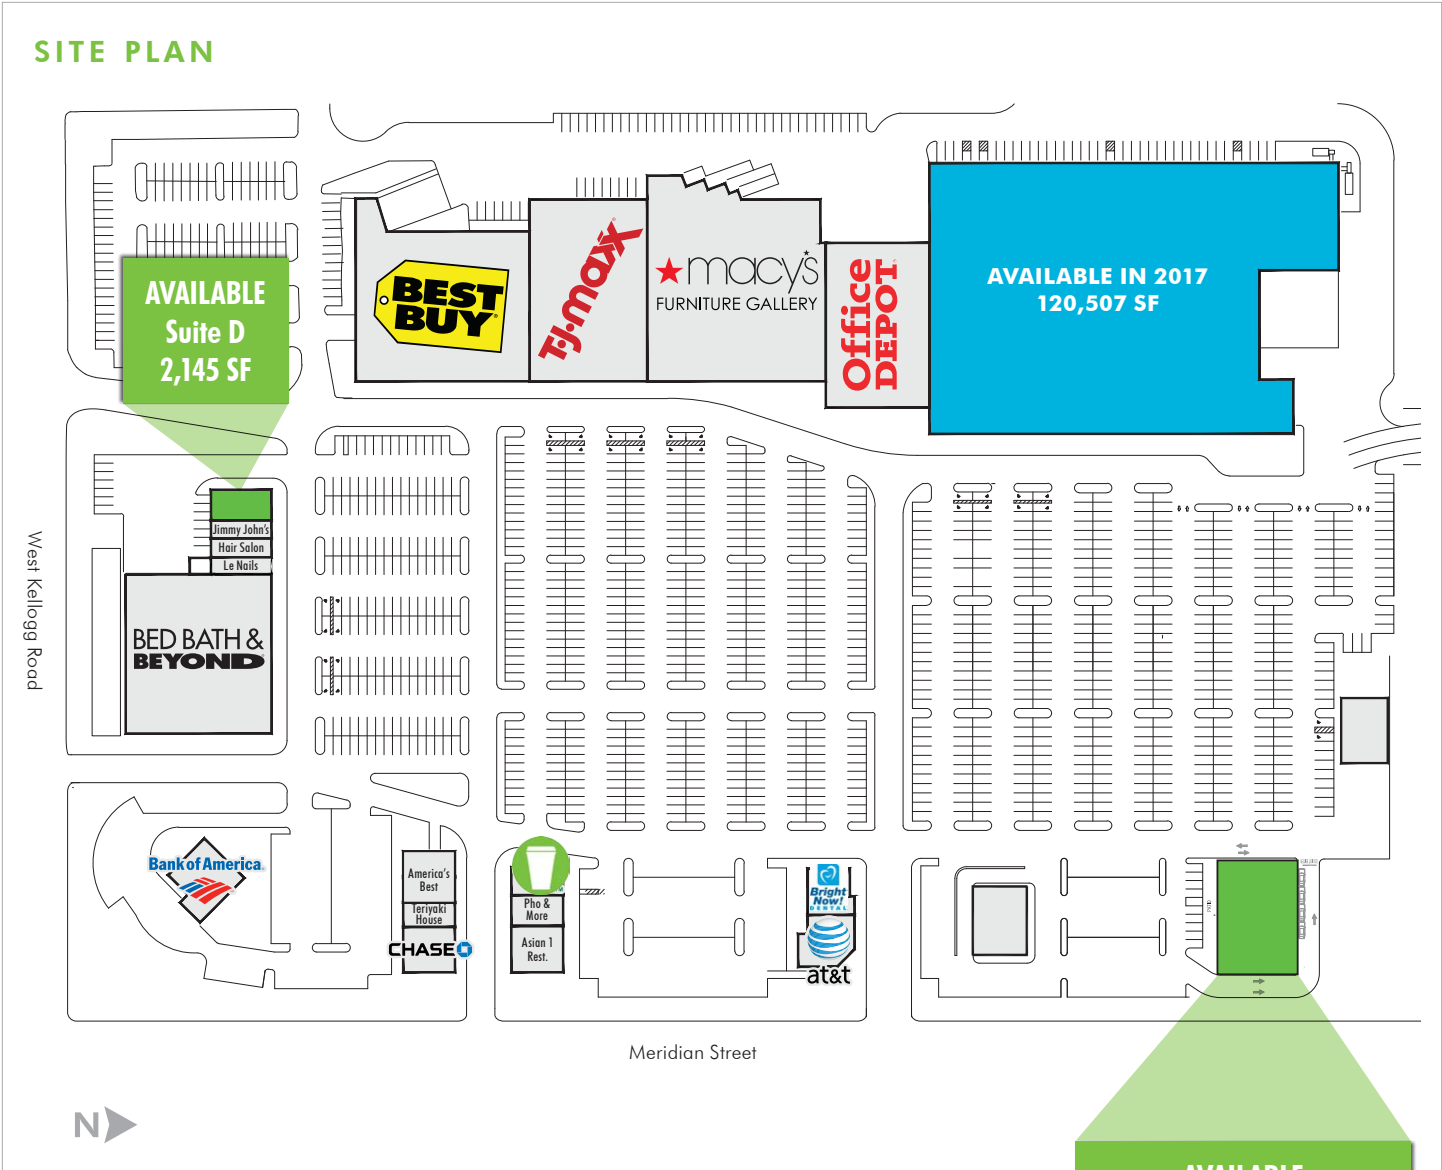 SITE PLAN
AVAILABLE
Suite D
2,145 SF
BEST
BUY
T·J·maxx
macy's
FURNITURE GALLERY
Office
DEPOT
AVAILABLE IN 2017
120,507 SF
Jimmy John's
Hair Salon
Le Nails
BED BATH &
BEYOND
West Kellogg Road
Bank of America
America's
Best
Teriyaki
House
CHASE
Pho &
More
Asian 1
Rest.
Bright
Now!
DENTAL
at&t
Meridian Street
N
AVAILABLE